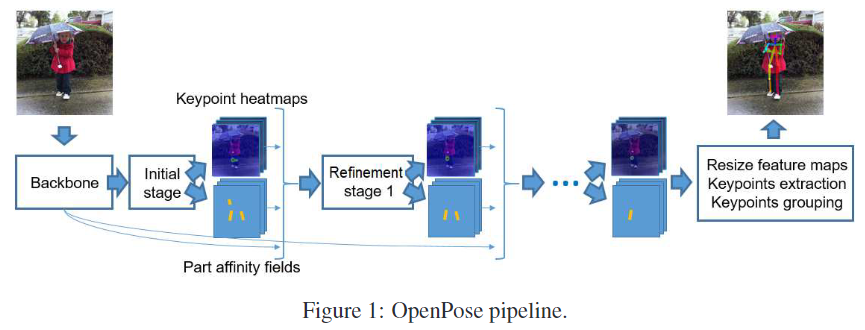 Keypoint heatmaps
Backbone
Initial
stage
Refinement
stage 1
Resize feature maps
Keypoints extraction
Keypoints grouping
Part affinity fields
Figure 1: OpenPose pipeline.